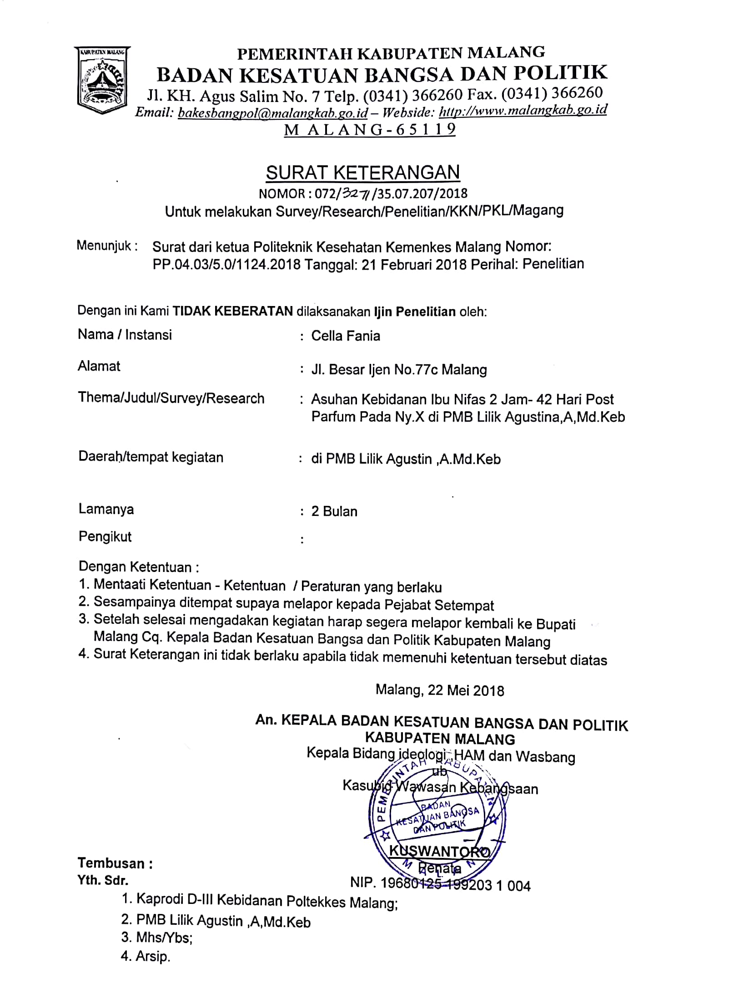 KABUPATEN MALANG
PEMERINTAH KABUPATEN MALANG
BADAN KESATUAN BANGSA DAN POLITIK
Jl. KH. Agus Salim No. 7 Telp. (0341) 366260 Fax. (0341) 366260
Email: bakesbangpol@malangkab.go.id – Webside: http://www.malangkab.go.id
M A L A N G - 6 5 1 1 9
SURAT KETERANGAN
NOMOR : 072/ /35.07.207/2018
Untuk melakukan Survey/Research/Penelitian/KKN/PKL/Magang
Menunjuk : Surat dari ketua Politeknik Kesehatan Kemenkes Malang Nomor:
PP.04.03/5.0/1124.2018 Tanggal: 21 Februari 2018 Perihal: Penelitian
Dengan ini Kami TIDAK KEBERATAN dilaksanakan Ijin Penelitian oleh:
Nama / Instansi : Cella Fania
Alamat : Jl. Besar Ijen No.77c Malang
Thema/Judul/Survey/Research : Asuhan Kebidanan Ibu Nifas 2 Jam- 42 Hari Post
Parfum Pada Ny.X di PMB Lilik Agustina,A,Md.Keb
Daerah/tempat kegiatan : di PMB Lilik Agustin ,A.Md.Keb
Lamanya : 2 Bulan
Pengikut :
Dengan Ketentuan :
1. Mentaati Ketentuan - Ketentuan / Peraturan yang berlaku
2. Sesampainya ditempat supaya melapor kepada Pejabat Setempat
3. Setelah selesai mengadakan kegiatan harap segera melapor kembali ke Bupati
Malang Cq. Kepala Badan Kesatuan Bangsa dan Politik Kabupaten Malang
4. Surat Keterangan ini tidak berlaku apabila tidak memenuhi ketentuan tersebut diatas
Malang, 22 Mei 2018
An. KEPALA BADAN KESATUAN BANGSA DAN POLITIK
KABUPATEN MALANG
Kepala Bidang ideologi ,HAM dan Wasbang
ub
Kasubid Wawasan Kebangsaan
PEMERINTAH KABUPATEN
BADAN
KESATUAN BANGSA
DAN POLITIK
MALANG
KUSWANTORO
Penata
NIP. 19680125 199203 1 004
Tembusan :
Yth. Sdr.
1. Kaprodi D-III Kebidanan Poltekkes Malang;
2. PMB Lilik Agustin ,A,Md.Keb
3. Mhs/Ybs;
4. Arsip.